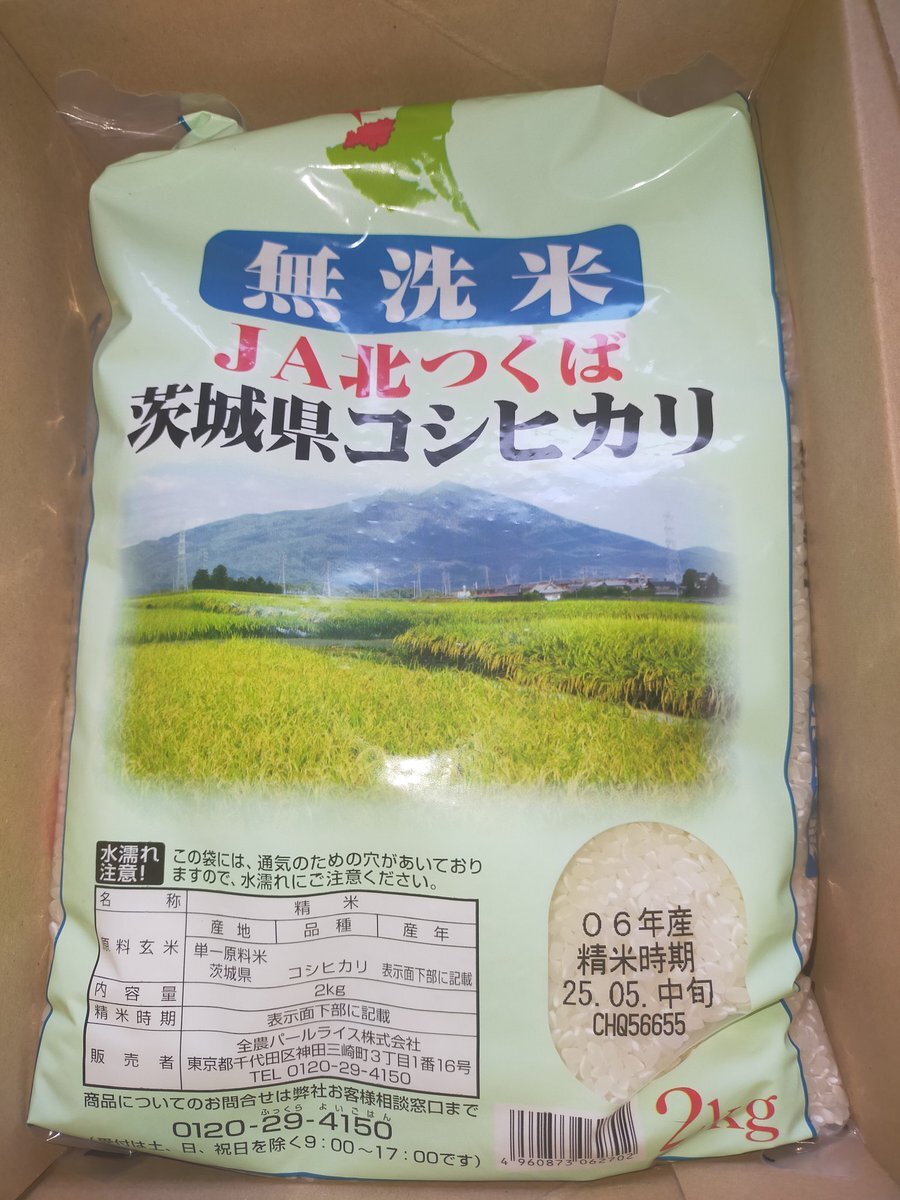 無洗米
JA北つくば
茨城県コシヒカリ
水濡れ
注意!
この袋には、通気のための穴があいており
ますので、水濡れにご注意ください。
名称 精米
原料玄米 産地 品種 産年
単一原料米
茨城県 コシヒカリ 表示面下部に記載
内容量 2kg
精米時期 表示面下部に記載
販売者 全農パールライス株式会社
東京都千代田区神田三崎町3丁目1番16号
TEL 0120-29-4150
商品についてのお問合せは弊社お客様相談窓口まで
ふっくら よいごはん
0120-29-4150
(受付は土、日、祝日を除く9:00~17:00です)
06年産
精米時期
25.05.中旬
CHQ56655
4 960873 062702
2kg